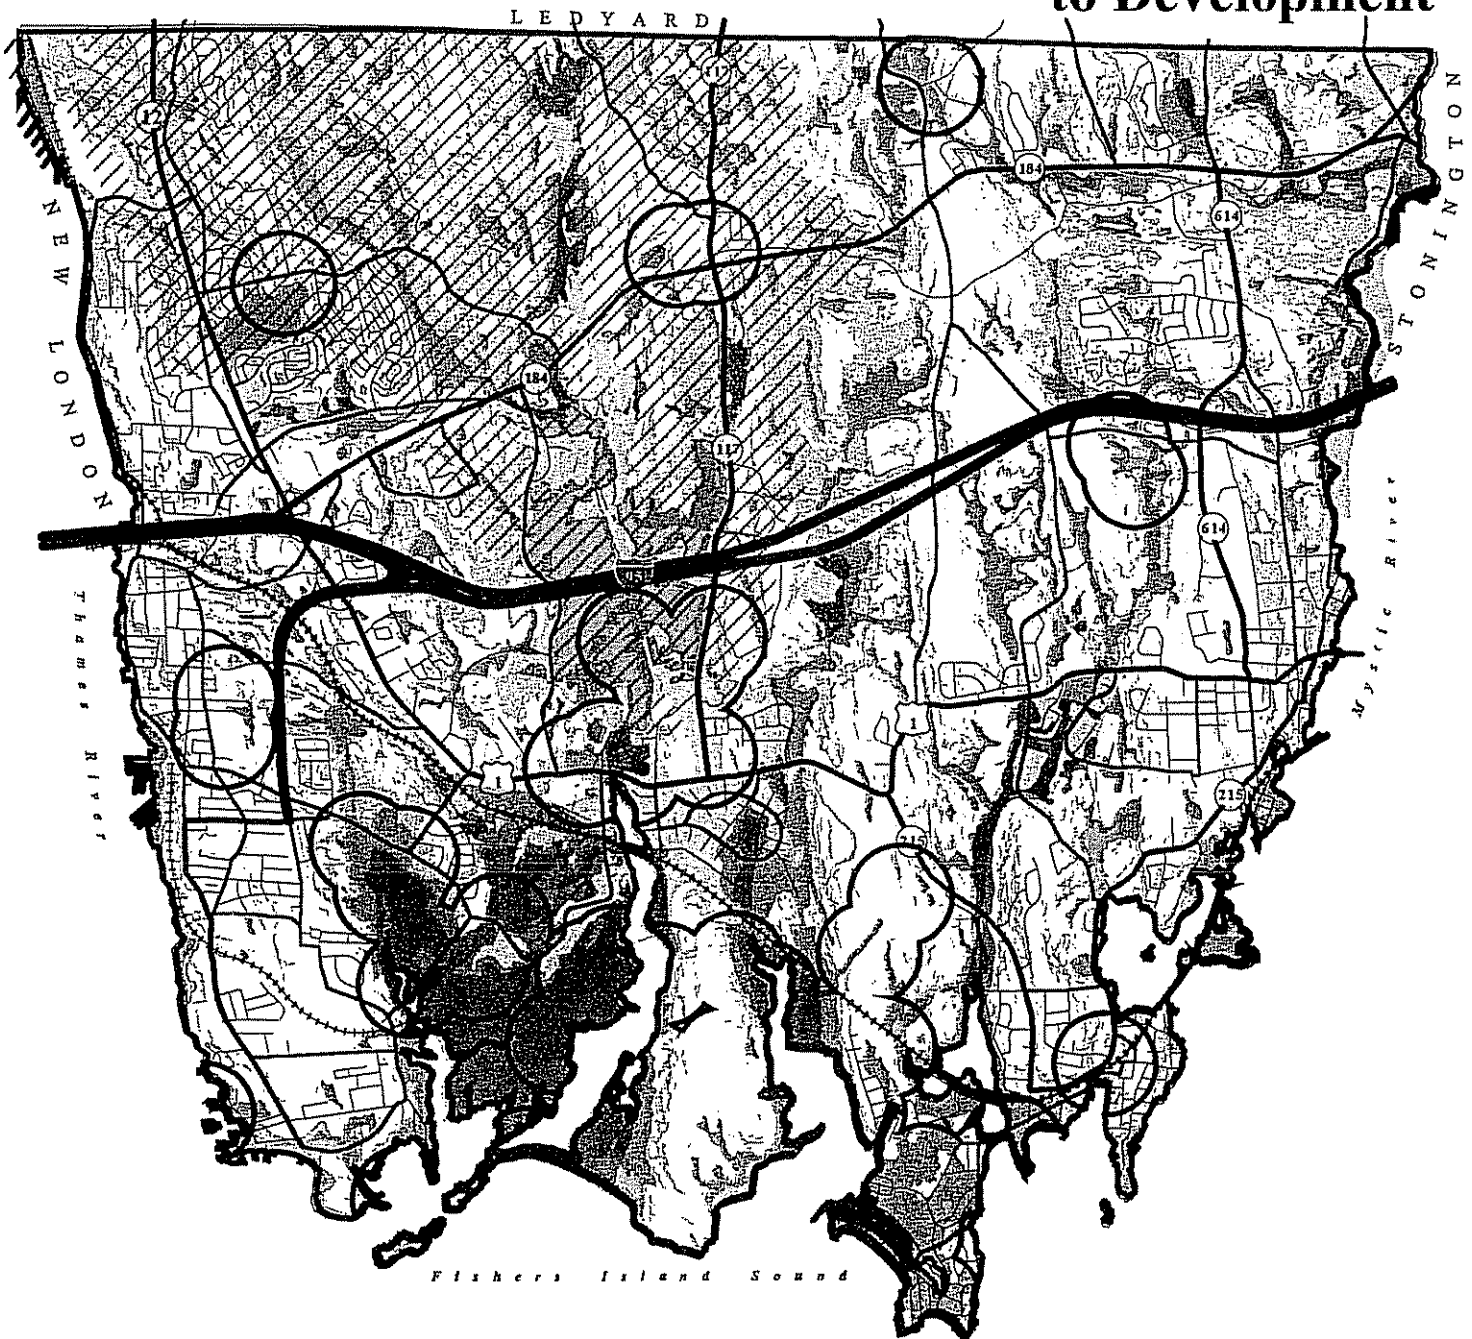 to Development
LEDYARD
117
12
184
614
NEW LONDON
STONINGTON
184
117
614
Thames River
Mystic River
1
1
215
215
Fishers Island Sound